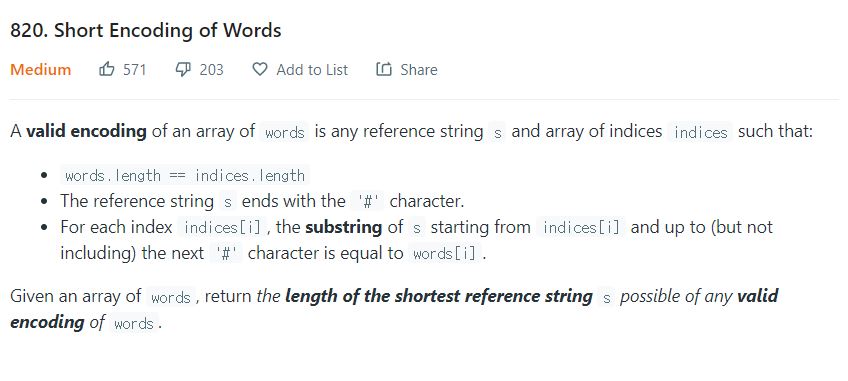 820. Short Encoding of Words
Medium 571 203 Add to List Share
A valid encoding of an array of words is any reference string s and array of indices indices such that:
• words.length == indices.length
• The reference string s ends with the '#' character.
• For each index indices[i] , the substring of s starting from indices[i] and up to (but not
including) the next '#' character is equal to words[i] .
Given an array of words , return the length of the shortest reference string s possible of any valid
encoding of words .